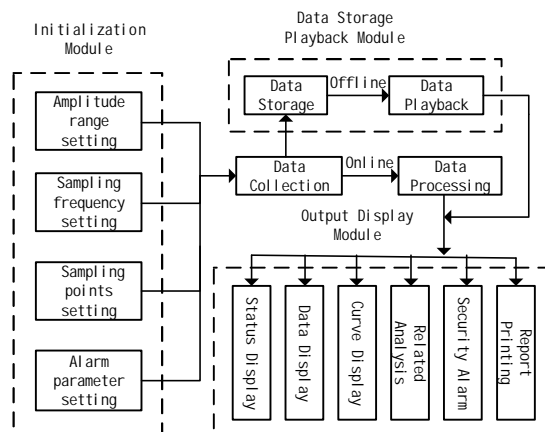 Initialization
Module
Amplitude
range
setting
Sampling
frequency
setting
Sampling
points
setting
Alarm
parameter
setting
Data Storage
Playback Module
Data
Storage
Offline
Data
Playback
Data
Collection
Online
Data
Processing
Output Display
Module
Status Display
Data Display
Curve Display
Related
Analysis
Security Alarm
Report
Printing